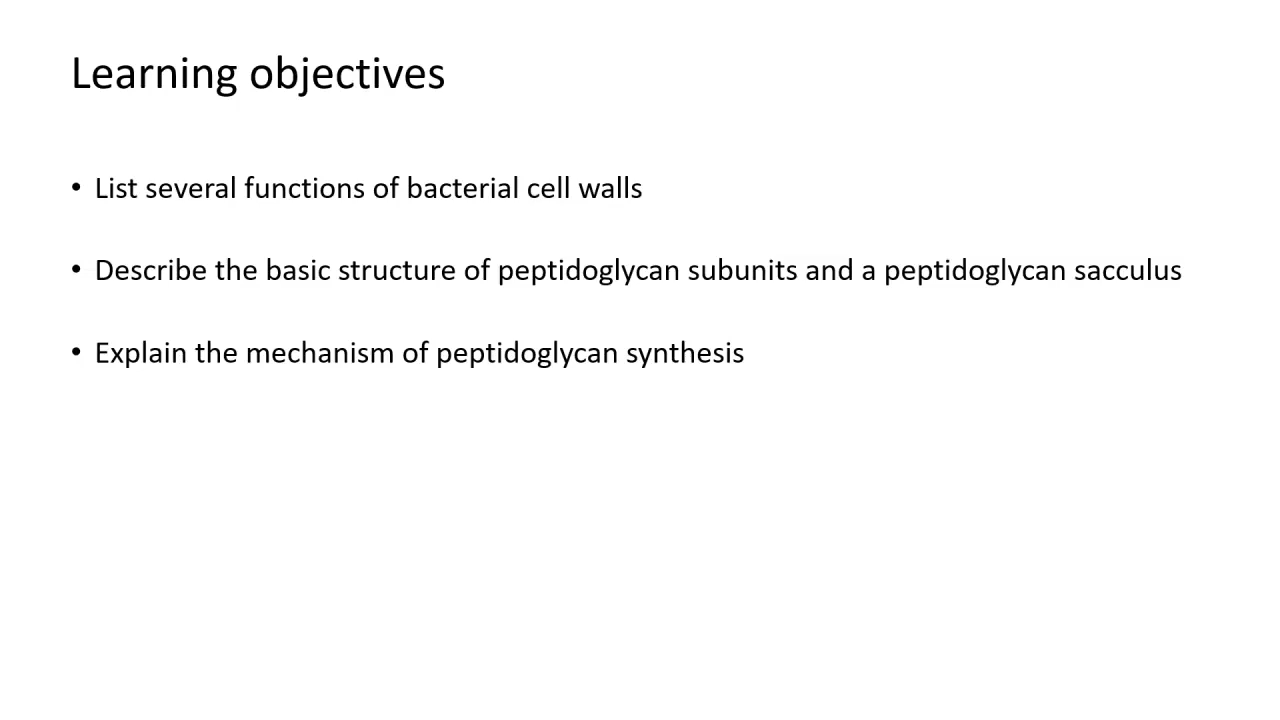 Learning objectives
• List several functions of bacterial cell walls
• Describe the basic structure of peptidoglycan subunits and a peptidoglycan sacculus
• Explain the mechanism of peptidoglycan synthesis